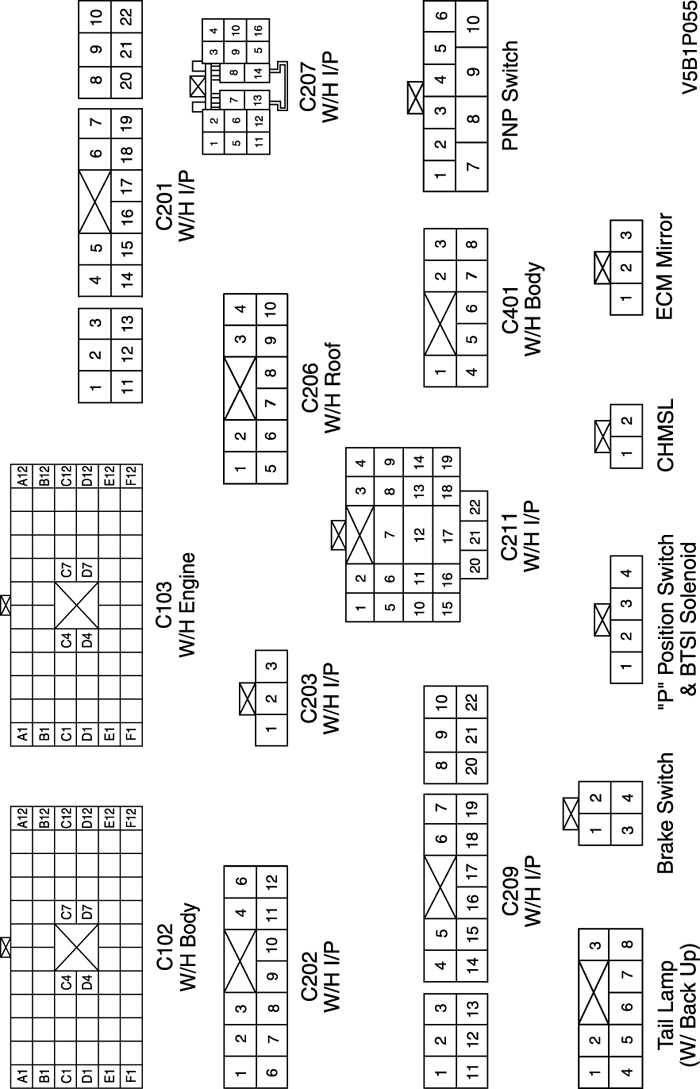 A1 A12
B1 B12
C1 C4 C7 C12
D1 D4 D7 D12
E1 E12
F1 F12
C102
W/H Body
A1 A12
B1 B12
C1 C4 C7 C12
D1 D4 D7 D12
E1 E12
F1 F12
C103
W/H Engine
1 2 3 4 5 6 7 8 9 10
11 12 13 14 15 16 17 18 19 20 21 22
C201
W/H I/P
1 2 3 4 6
6 7 8 9 10 11 12
C202
W/H I/P
1 2 3
C203
W/H I/P
1 2 3 4
5 6 7 8 9 10
C206
W/H Roof
1 2 3 4
5 6 7 8 9 10
11 12 13 14 5 16
C207
W/H I/P
1 2 3 4 5 6 7 8 9 10
11 12 13 14 15 16 17 18 19 20 21 22
C209
W/H I/P
1 2 3 4
5 6 7 8 9
10 11 12 13 14
15 16 17 18 19
20 21 22
C211
W/H I/P
1 2 3
4 5 6 7 8
C401
W/H Body
1 2 3 4 5 6
7 8 9 10
PNP Switch
1 2 3
4 5 6 7 8
Tail Lamp
(W/ Back Up)
1 2
3 4
Brake Switch
1 2 3 4
"P" Position Switch
& BTSI Solenoid
1 2
CHMSL
1 2 3
ECM Mirror
V5B1P055